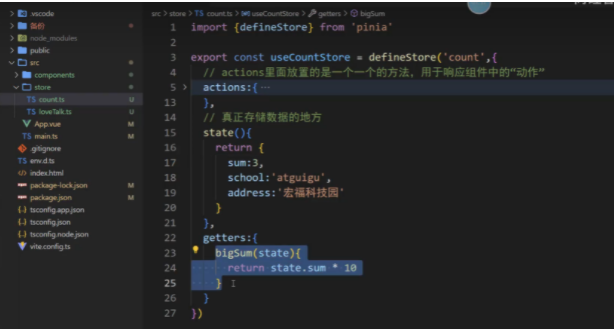 .vscode
备份
node_modules
public
src
components
store
TS count.ts U
TS loveTalk.ts U
App.vue M
TS main.ts M
.gitignore
TS env.d.ts
index.html
package-lock.json M
package.json M
tsconfig.app.json
tsconfig.json
tsconfig.node.json
vite.config.ts
src > store > TS count.ts > useCountStore > getters > bigSum
1 import {defineStore} from 'pinia'
2
3 export const useCountStore = defineStore('count',{
4 // actions里面放置的是一个一个的方法，用于响应组件中的“动作”
5 > actions:{ ···
13 },
14 // 真正存储数据的地方
15 state(){
16 return {
17 sum:3,
18 school:'atguigu',
19 address:'宏福科技园'
20 }
21 },
22 getters:{
23 bigSum(state){
24 return state.sum * 10
25 }
26 }
27 })